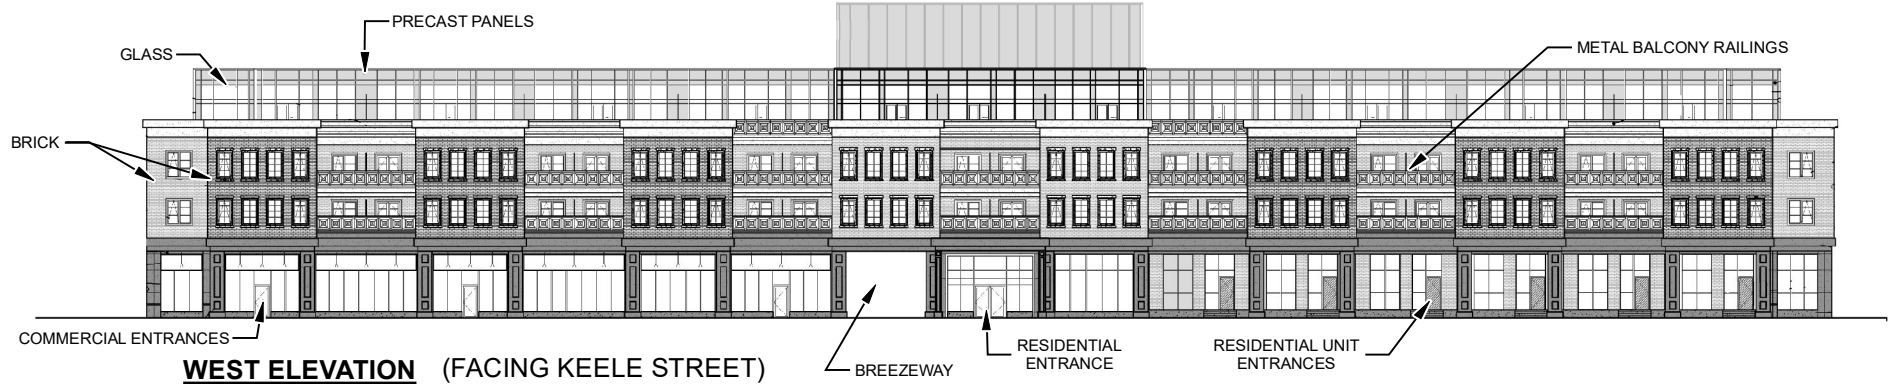 PRECAST PANELS
GLASS
METAL BALCONY RAILINGS
BRICK
COMMERCIAL ENTRANCES
RESIDENTIAL
ENTRANCE
RESIDENTIAL UNIT
ENTRANCES
BREEZEWAY
WEST ELEVATION (FACING KEELE STREET)